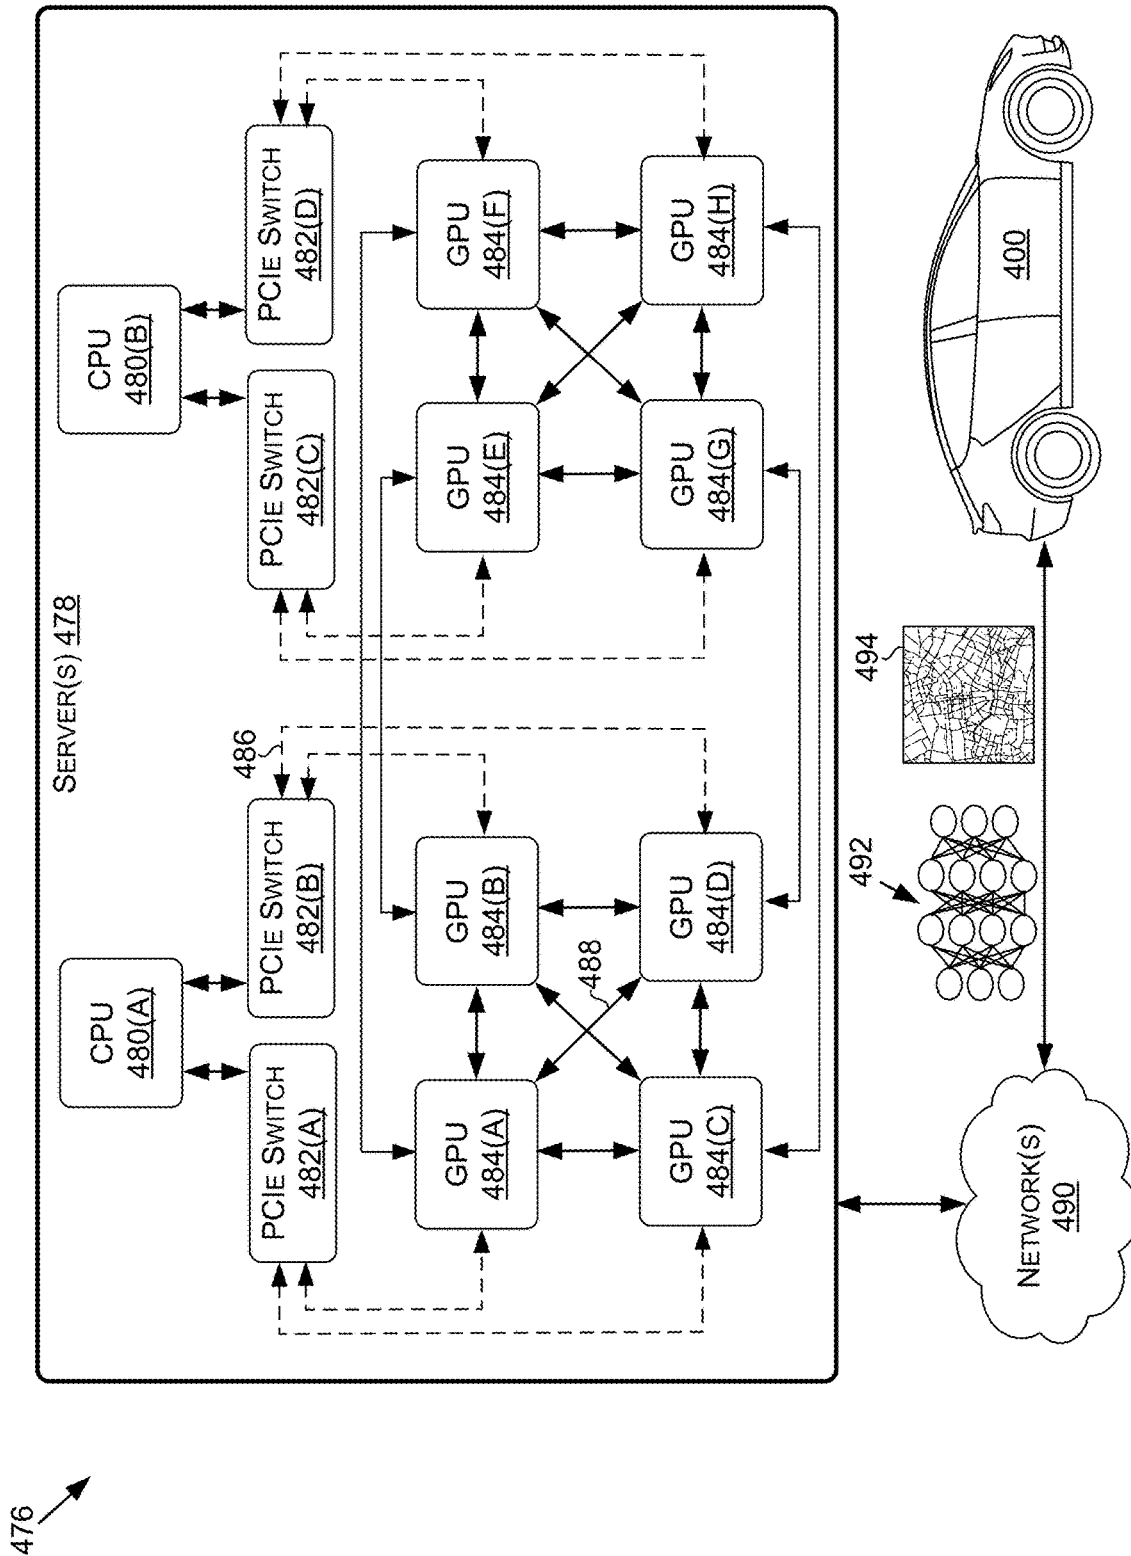 476
SERVER(S) 478
CPU
480(A)
CPU
480(B)
PCIE SWITCH
482(A)
PCIE SWITCH
482(B)
486
PCIE SWITCH
482(C)
PCIE SWITCH
482(D)
GPU
484(A)
GPU
484(B)
GPU
484(E)
GPU
484(F)
488
GPU
484(C)
GPU
484(D)
GPU
484(G)
GPU
484(H)
492
494
NETWORK(S)
490
400